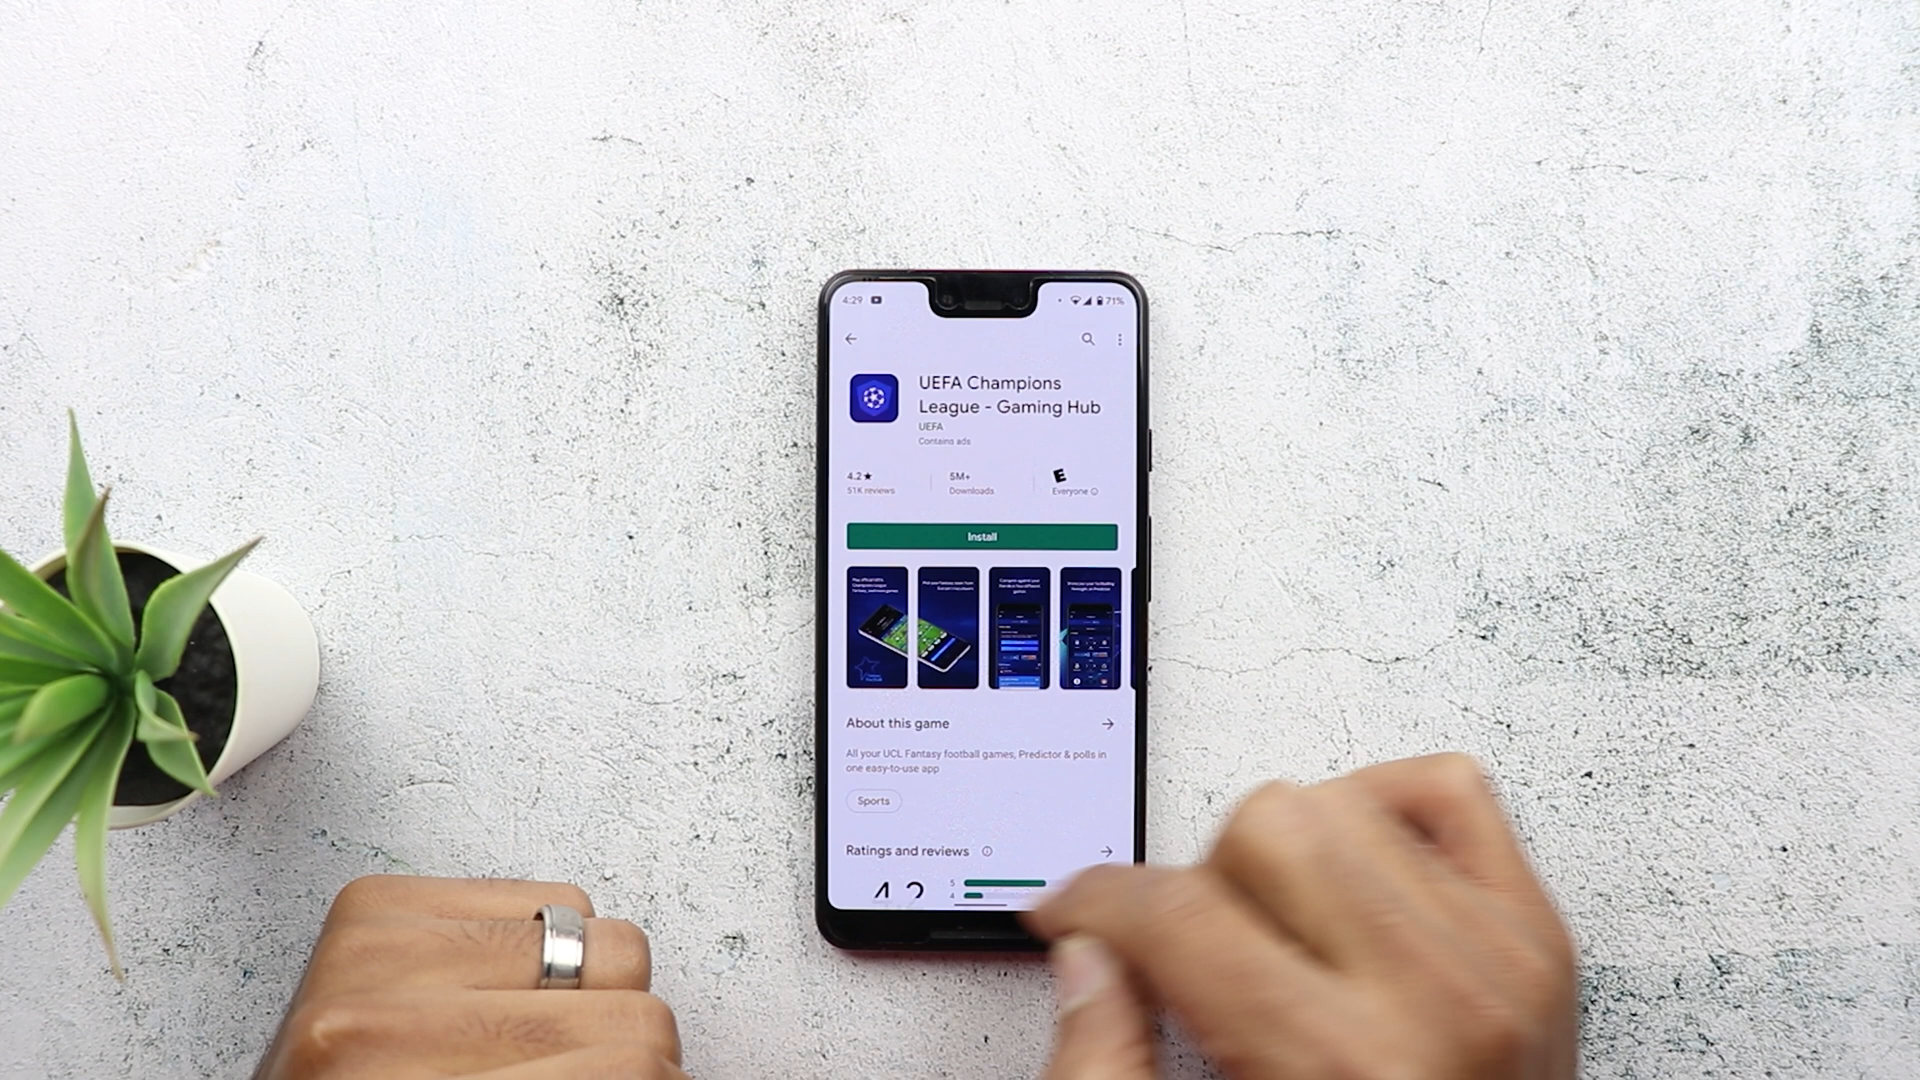 4:29
71%
UEFA Champions
League - Gaming Hub
UEFA
Contains ads
4.2★
51K reviews
5M+
Downloads
E
Everyone
Install
About this game
All your UCL Fantasy football games, Predictor & polls in
one easy-to-use app
Sports
Ratings and reviews
4.2
5
4